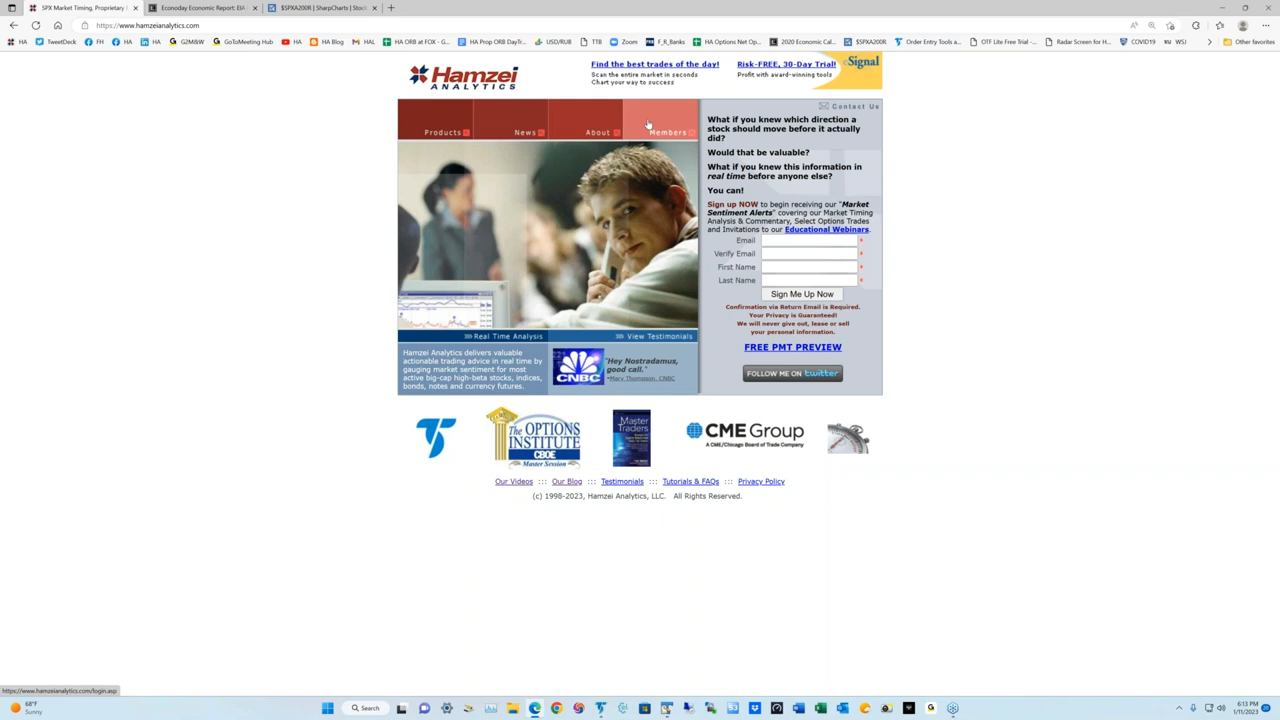 SPX Market Timing, Proprietary
Econoday Economic Report: EIA
$SPXA200R | SharpCharts | Stock
https://www.hamzeianalytics.com
HA
TweetDeck
FH
HA
HA
G2M&W
GoToMeeting Hub
HA
HA Blog
HAL
HA ORB at FOX - G...
HA Prop ORB DayTr...
USD/RUB
TTB
Zoom
F_R_Banks
HA Options Net Op...
2020 Economic Cal...
$SPXA200R
Order Entry Tools a...
OTF Lite Free Trial -...
Radar Screen for H...
COVID19
WSJ
Other favorites
Hamzei
ANALYTICS
Find the best trades of the day!
Scan the entire market in seconds
Chart your way to success
Risk-FREE, 30-Day Trial!
Profit with award-winning tools
eSignal
Products
News
About
Members
Contact Us
What if you knew which direction a
stock should move before it actually
did?
Would that be valuable?
What if you knew this information in
real time before anyone else?
You can!
Sign up NOW to begin receiving our "Market
Sentiment Alerts" covering our Market Timing
Analysis & Commentary, Select Options Trades
and Invitations to our Educational Webinars.
Email *
Verify Email *
First Name *
Last Name *
Sign Me Up Now
Confirmation via Return Email is Required.
Your Privacy is Guaranteed!
We will never give out, lease or sell
your personal information.
FREE PMT PREVIEW
FOLLOW ME ON twitter
Real Time Analysis
View Testimonials
Hamzei Analytics delivers valuable
actionable trading advice in real time by
gauging market sentiment for most
active big-cap high-beta stocks, indices,
bonds, notes and currency futures.
CNBC
"Hey Nostradamus,
good call."
-Mary Thompson, CNBC
The OPTIONS
INSTITUTE
CBOE
Master Session
Master
Traders
CME Group
A CME/Chicago Board of Trade Company
Our Videos ::: Our Blog ::: Testimonials ::: Tutorials & FAQs ::: Privacy Policy
(c) 1998-2023, Hamzei Analytics, LLC. All Rights Reserved.
https://www.hamzeianalytics.com/login.asp
68°F
Sunny
Search
6:13 PM
1/11/2023